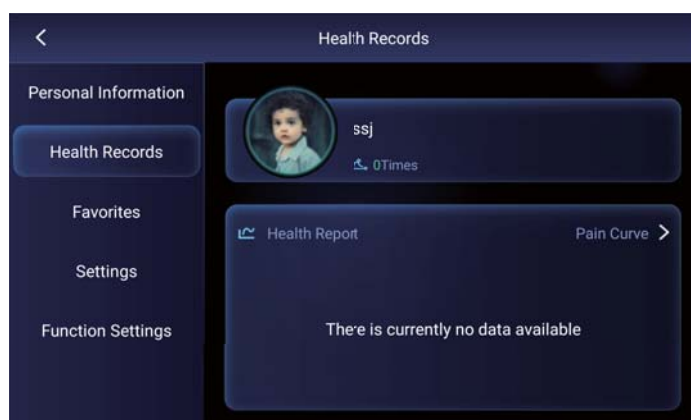 Health Records
Personal Information
Health Records
Favorites
Settings
Function Settings
ssj
0Times
Health Report
Pain Curve
There is currently no data available